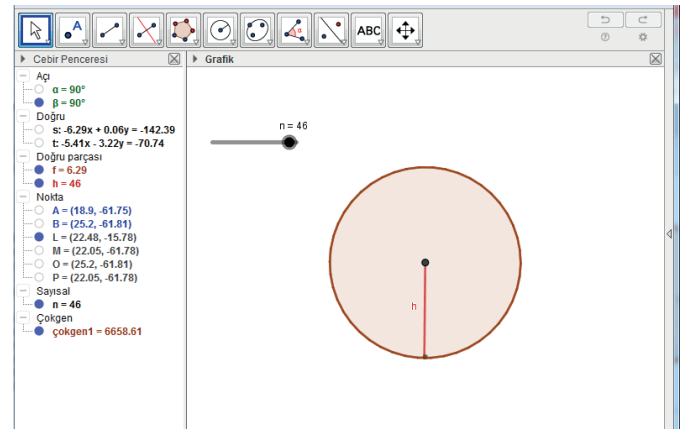 ABC
Cebir Penceresi
Grafik
Açı
α = 90°
β = 90°
Doğru
s: -6.29x + 0.06y = -142.39
t: -5.41x - 3.22y = -70.74
Doğru parçası
f = 6.29
h = 46
Nokta
A = (18.9, -61.75)
B = (25.2, -61.81)
L = (22.48, -15.78)
M = (22.05, -61.78)
O = (25.2, -61.81)
P = (22.05, -61.78)
Sayısal
n = 46
Çokgen
çokgen1 = 6658.61
n = 46
h